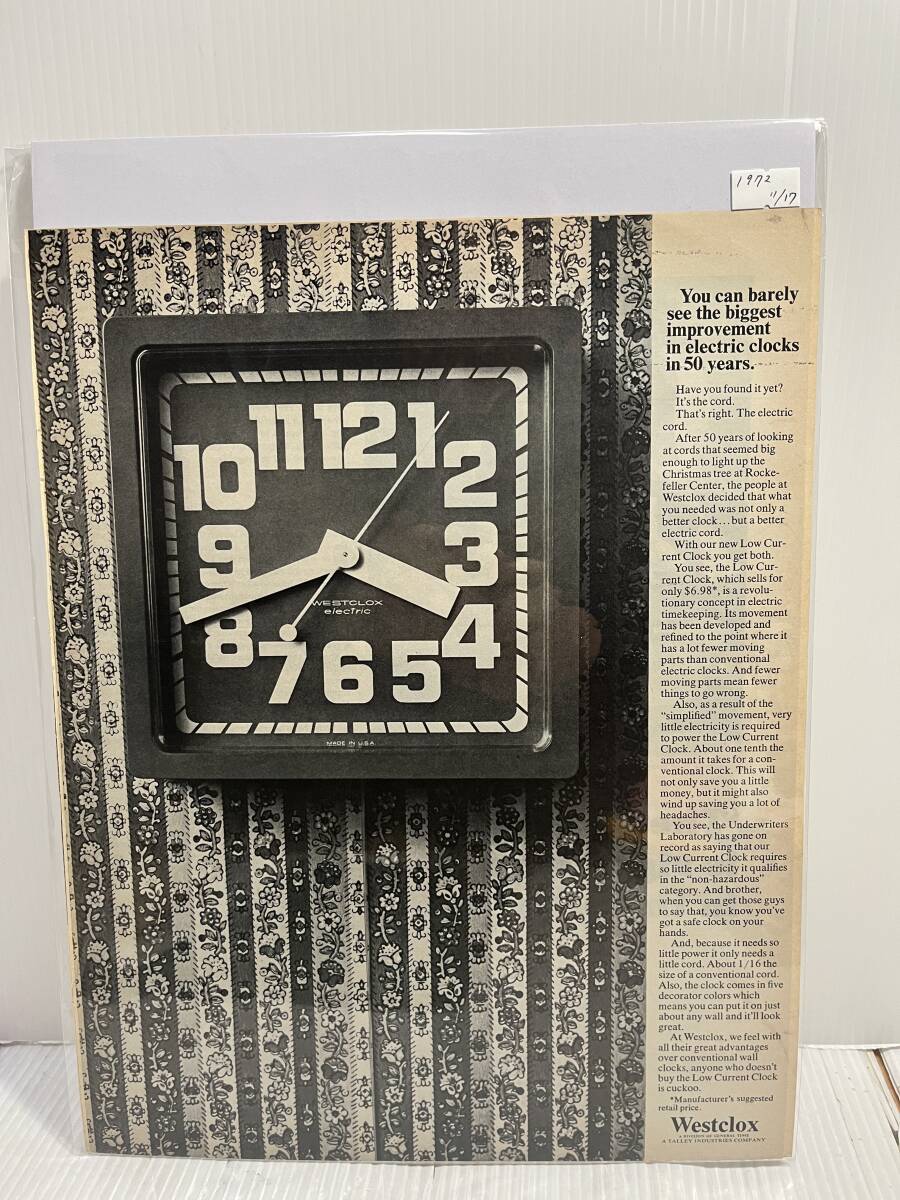 1972
11/17
You can barely
see the biggest
improvement
in electric clocks
in 50 years.
Have you found it yet?
It's the cord.
That's right. The electric
cord.
After 50 years of looking
at cords that seemed big
enough to light up the
Christmas tree at Rocke-
feller Center, the people at
Westclox decided that what
you needed was not only a
better clock...but a better
electric cord.
With our new Low Cur-
rent Clock you get both.
You see, the Low Cur-
rent Clock, which sells for
only $6.98*, is a revolu-
tionary concept in electric
timekeeping. Its movement
has been developed and
refined to the point where it
has a lot fewer moving
parts than conventional
electric clocks. And fewer
moving parts mean fewer
things to go wrong.
Also, as a result of the
"simplified" movement, very
little electricity is required
to power the Low Current
Clock. About one tenth the
amount it takes for a con-
ventional clock. This will
not only save you a little
money, but it might also
wind up saving you a lot of
headaches.
You see, the Underwriters
Laboratory has gone on
record as saying that our
Low Current Clock requires
so little electricity it qualifies
in the "non-hazardous"
category. And brother,
when you can get those guys
to say that, you know you've
got a safe clock on your
hands.
And, because it needs so
little power it only needs a
little cord. About 1/16 the
size of a conventional cord.
Also, the clock comes in five
decorator colors which
means you can put it on just
about any wall and it'll look
great.
At Westclox, we feel with
all their great advantages
over conventional wall
clocks, anyone who doesn't
buy the Low Current Clock
is cuckoo.
*Manufacturer's suggested
retail price.
Westclox
A DIVISION OF GENERAL TIME
A TALLEY INDUSTRIES COMPANY
11 12 1
10 2
9 3
WESTCLOX
electric
8 4
7 6 5
MADE IN U.S.A.